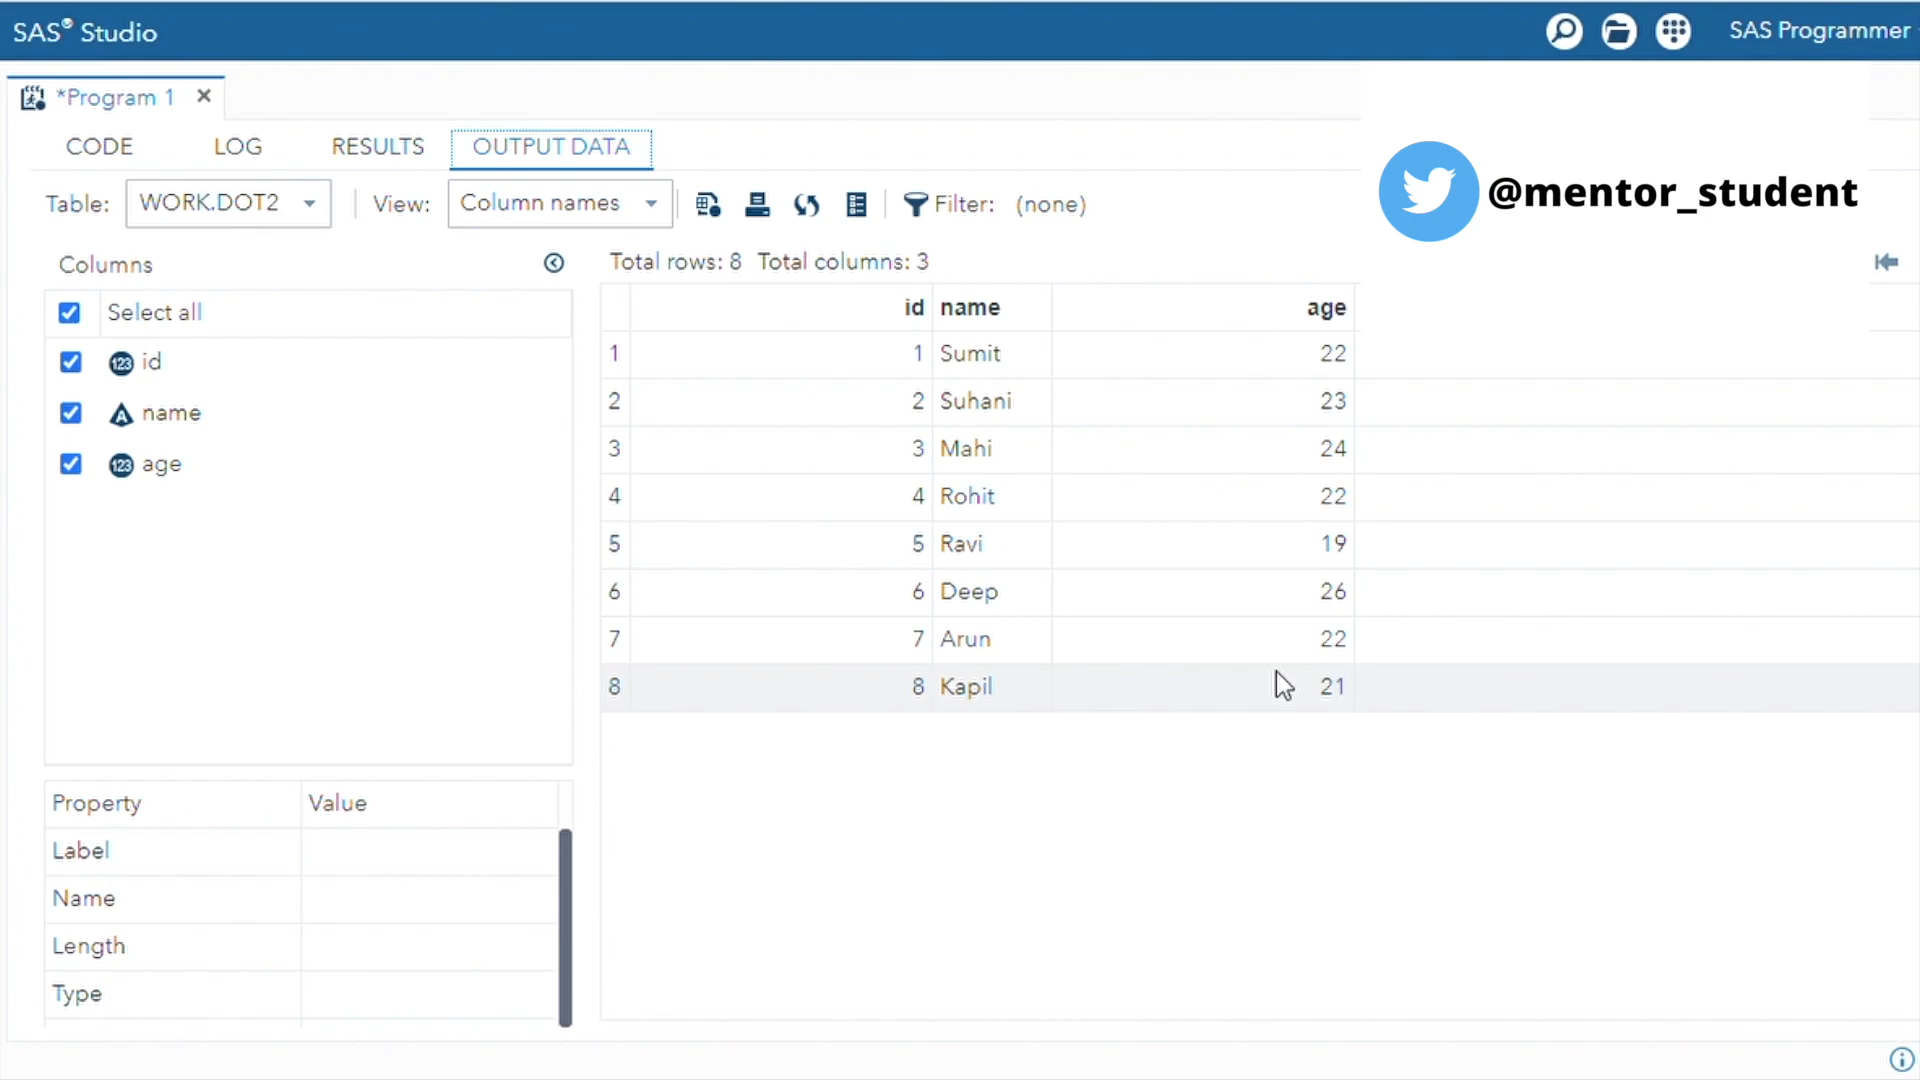 SAS® Studio
SAS Programmer
*Program 1
CODE LOG RESULTS OUTPUT DATA
@mentor_student
Table: WORK.DOT2 View: Column names Filter: (none)
Columns
Total rows: 8 Total columns: 3
Select all
123 id
A name
123 age
id name age
1 1 Sumit 22
2 2 Suhani 23
3 3 Mahi 24
4 4 Rohit 22
5 5 Ravi 19
6 6 Deep 26
7 7 Arun 22
8 8 Kapil 21
Property Value
Label
Name
Length
Type